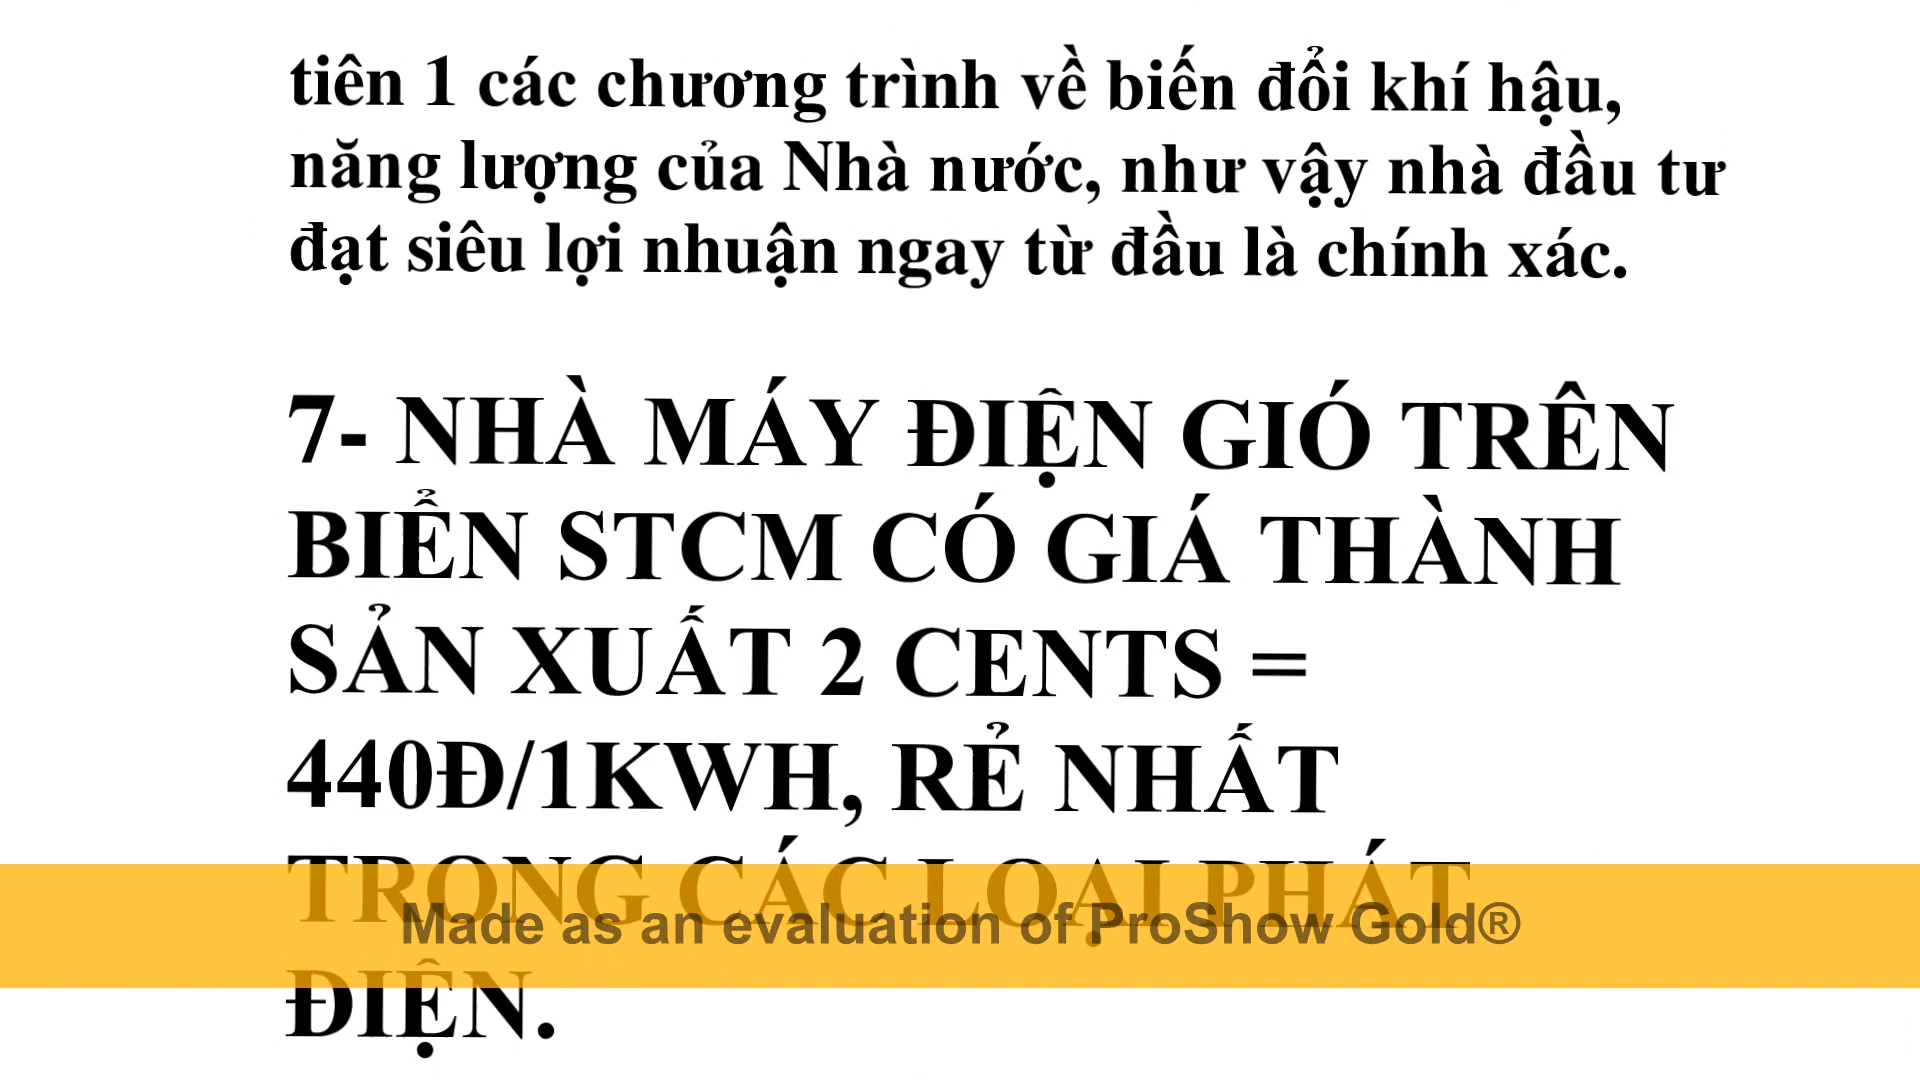 tiên 1 các chương trình về biến đổi khí hậu,
năng lượng của Nhà nước, như vậy nhà đầu tư
đạt siêu lợi nhuận ngay từ đầu là chính xác.
7- NHÀ MÁY ĐIỆN GIÓ TRÊN
BIỂN STCM CÓ GIÁ THÀNH
SẢN XUẤT 2 CENTS =
440Đ/1KWH, RẺ NHẤT
TRONG CÁC LOẠI PHÁT
Made as an evaluation of ProShow Gold®
ĐIỆN.